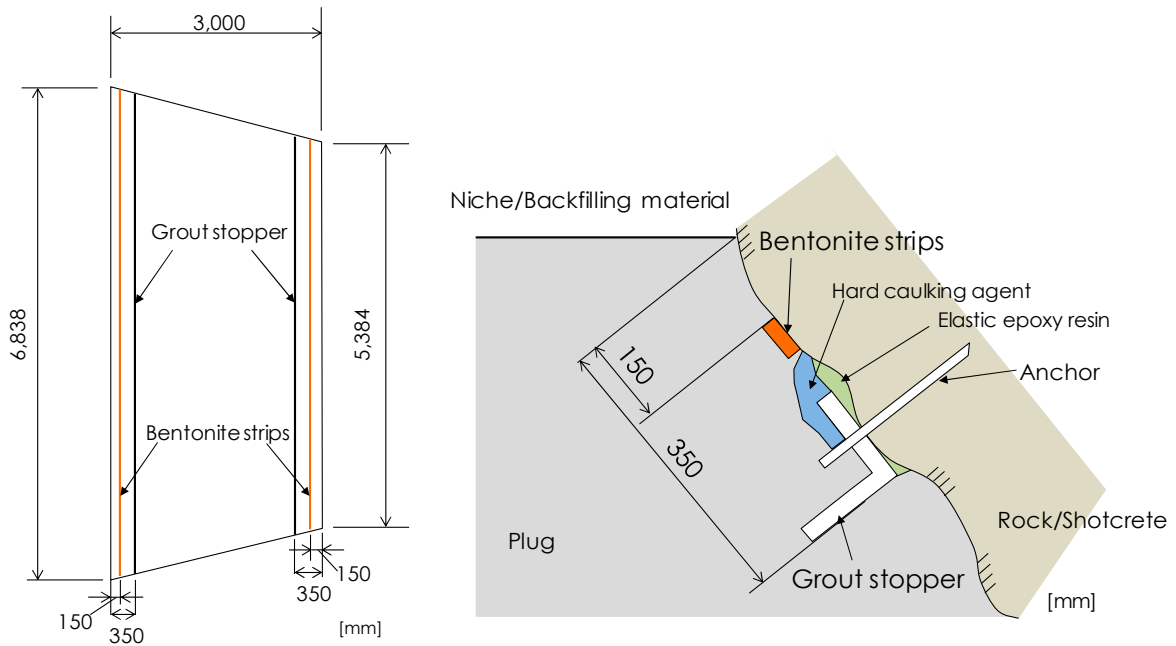 3,000
Grout stopper
6,838
5,384
Bentonite strips
150
350
150
350
[mm]
Niche/Backfilling material
Bentonite strips
Hard caulking agent
Elastic epoxy resin
Anchor
150
350
Rock/Shotcrete
Plug
Grout stopper
[mm]